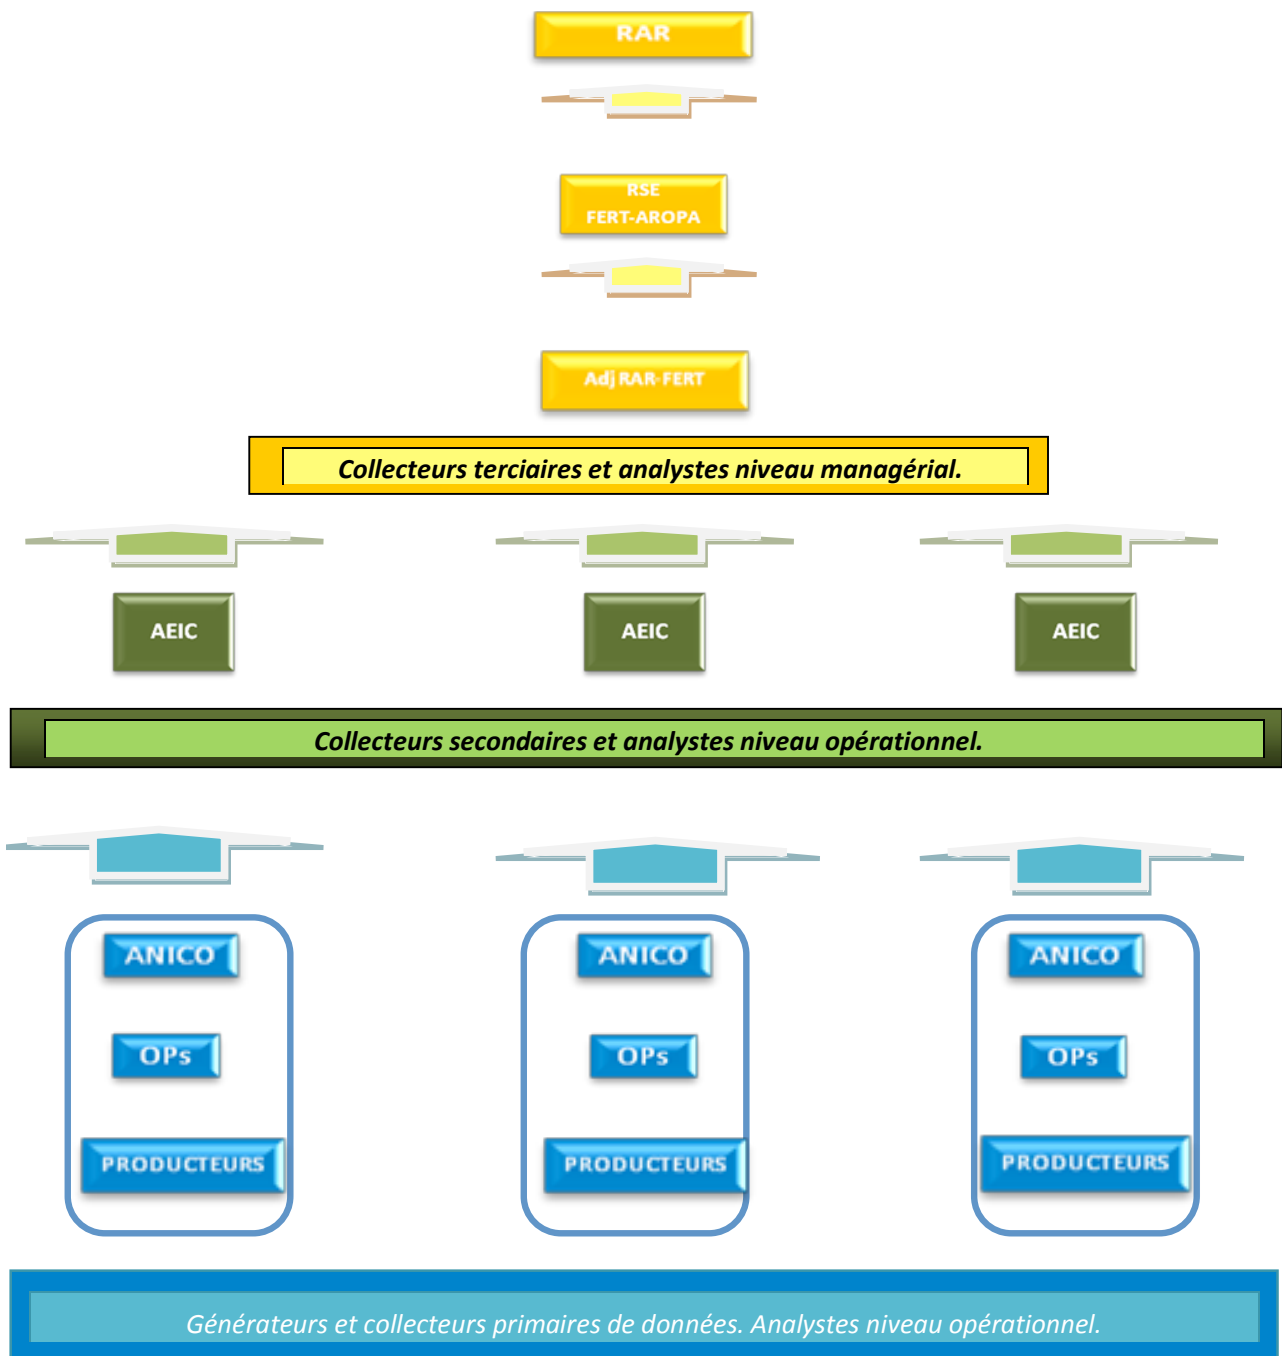 RAR
RSE
FERT-AROPA
Adj RAR-FERT
Collecteurs terciaires et analystes niveau managérial.
AEIC
AEIC
AEIC
Collecteurs secondaires et analystes niveau opérationnel.
ANICO
ANICO
ANICO
OPs
OPs
OPs
PRODUCTEURS
PRODUCTEURS
PRODUCTEURS
Générateurs et collecteurs primaires de données. Analystes niveau opérationnel.